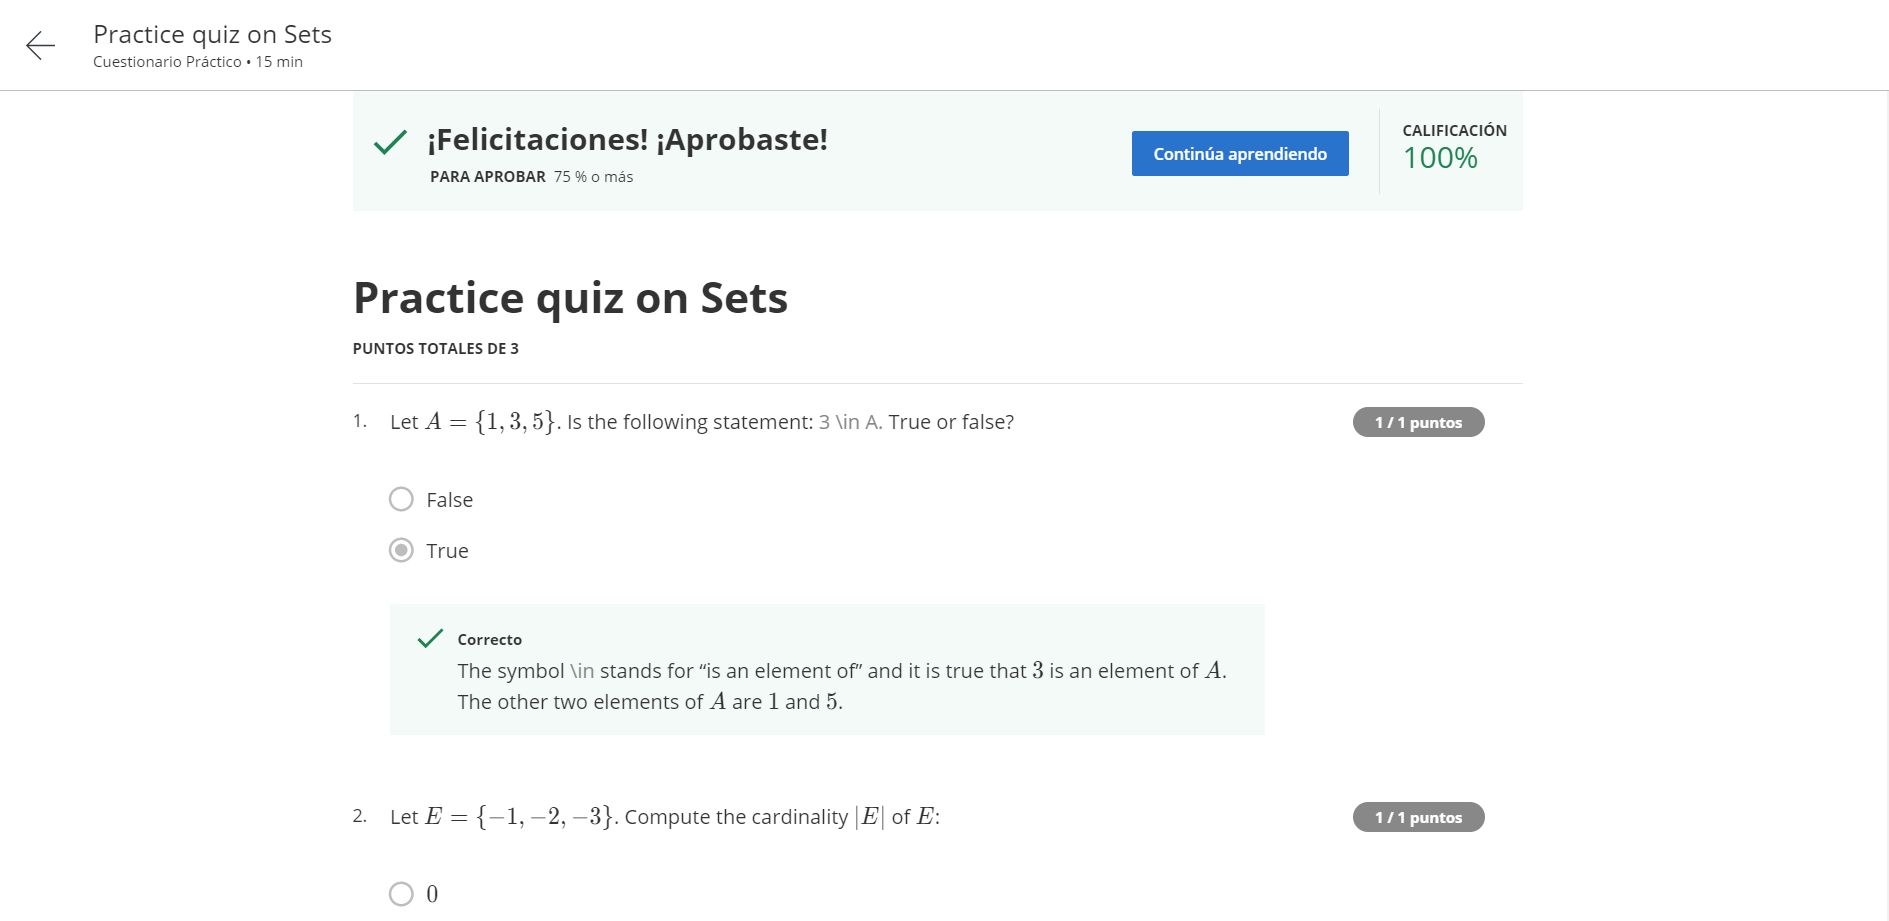 Practice quiz on Sets
Cuestionario Práctico • 15 min
¡Felicitaciones! ¡Aprobaste!
PARA APROBAR 75 % o más
Continúa aprendiendo
CALIFICACIÓN
100%
Practice quiz on Sets
PUNTOS TOTALES DE 3
1. Let A = {1, 3, 5}. Is the following statement: 3 \in A. True or false?
1 / 1 puntos
False
True
Correcto
The symbol \in stands for “is an element of” and it is true that 3 is an element of A.
The other two elements of A are 1 and 5.
2. Let E = {−1, −2, −3}. Compute the cardinality |E| of E:
1 / 1 puntos
0